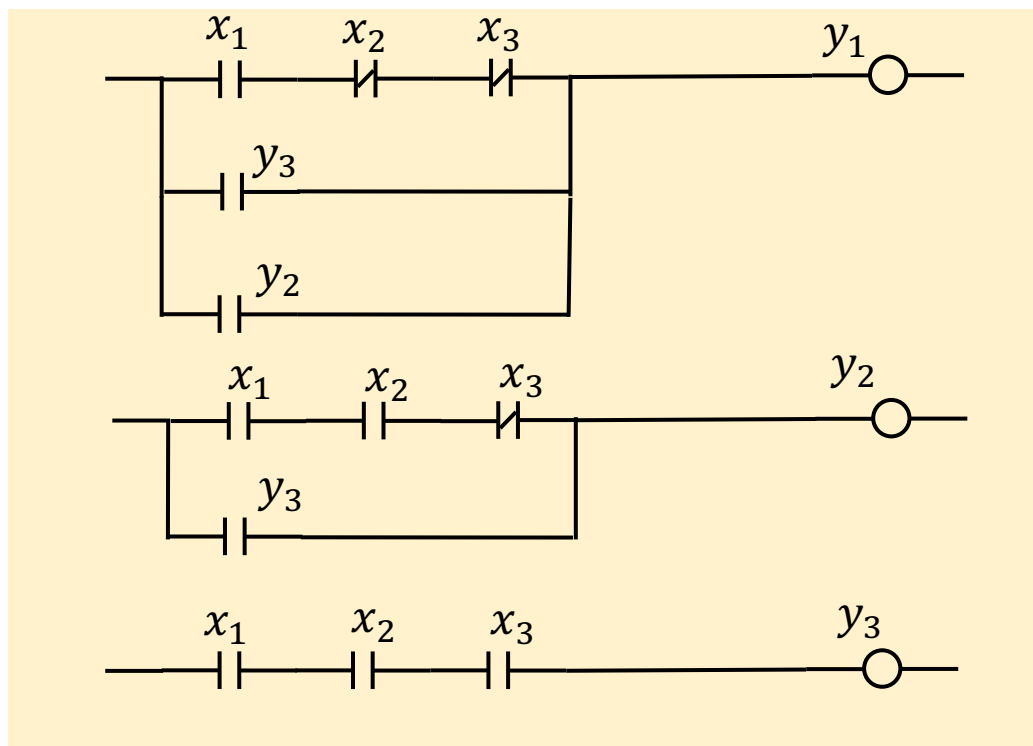 x₁ x₂ x₃ y₁
y₃
y₂
x₁ x₂ x₃ y₂
y₃
x₁ x₂ x₃ y₃